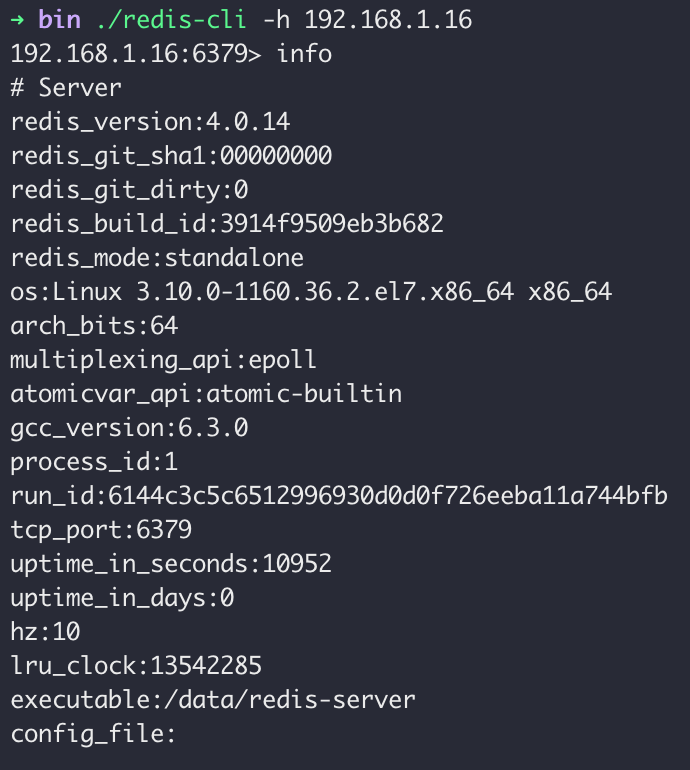 ➜ bin ./redis-cli -h 192.168.1.16
192.168.1.16:6379> info
# Server
redis_version:4.0.14
redis_git_sha1:00000000
redis_git_dirty:0
redis_build_id:3914f9509eb3b682
redis_mode:standalone
os:Linux 3.10.0-1160.36.2.el7.x86_64 x86_64
arch_bits:64
multiplexing_api:epoll
atomicvar_api:atomic-builtin
gcc_version:6.3.0
process_id:1
run_id:6144c3c5c6512996930d0d0f726eeba11a744bfb
tcp_port:6379
uptime_in_seconds:10952
uptime_in_days:0
hz:10
lru_clock:13542285
executable:/data/redis-server
config_file: